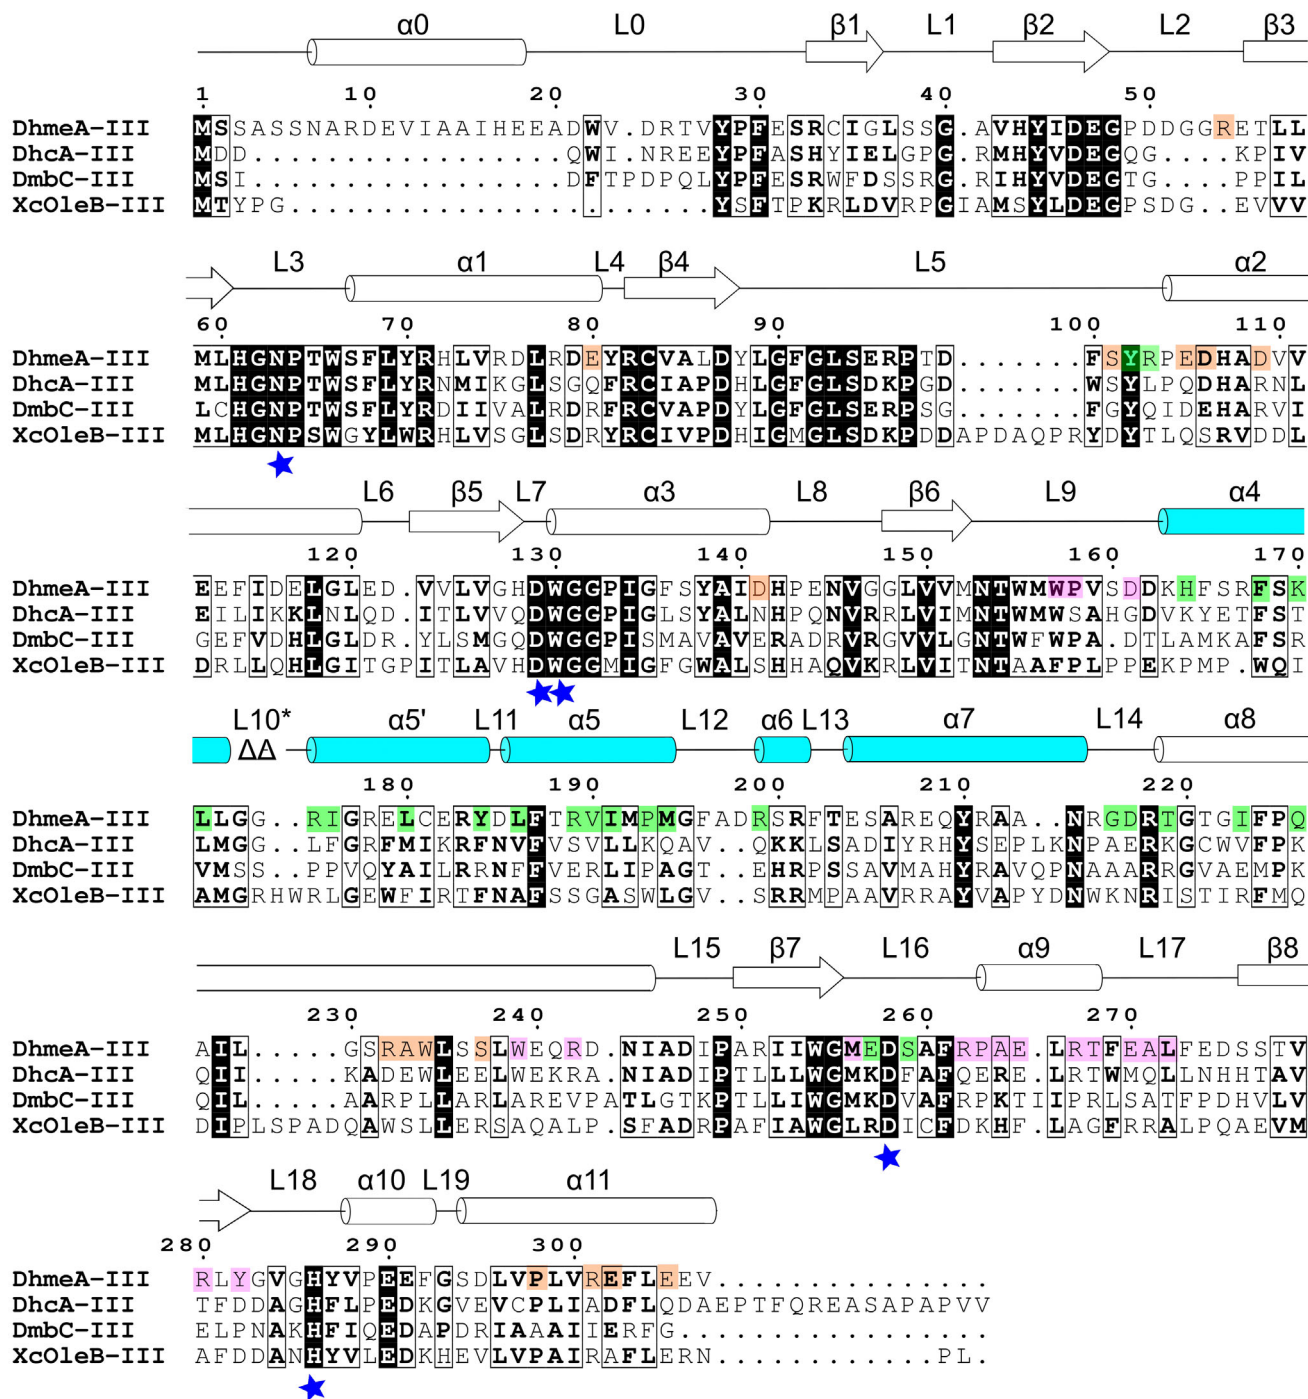 α0 L0 β1 L1 β2 L2 β3
1 10 20 30 40 50
DhmeA-III MSSASSNARDEVIAAIHEEADWV.DRTVYPFESRCIGLSSG.AVHYIDEGPDDGGRETLL
DhcA-III MDD.................QWI.NREEYPFASHYIELGPG.RMHYVDEGQG....KPIV
DmbC-III MSI.................DFTPDPQLYPFESRWFDSSRG.RIHYVDEGTG....PPIL
XcOleB-III MTYPG.......................YSFTPKRLDVRPGIAMSYLDEGPSDG..EVVV
L3 α1 L4 β4 L5 α2
60 70 80 90 100 110
DhmeA-III MLHGNPTWSFLYRHLVRDLRDEYRCVALDYLGFGLSERPTD.......FSYRPEDHADVV
DhcA-III MLHGNPTWSFLYRNMIKGLSGQFRCIAPDHLGFGLSDKPGD.......WSYLPQDHARNL
DmbC-III LCHGNPTWSFLYRDIIVALRDRFRCVAPDYLGFGLSERPSG.......FGYQIDEHARVI
XcOleB-III MLHGNPSWGYLWRHLVSGLSDRYRCIVPDHIGMGLSDKPDDAPDAQPRYDYTLQSRVDDL
L6 β5 L7 α3 L8 β6 L9 α4
120 130 140 150 160 170
DhmeA-III EEFIDELGLED.VVLVGHDWGGPIGFSYAIDHPENVGGLVVMNTWMWPVSDDKHFSRFSK
DhcA-III EILIKKLNLQD.ITLVVQDWGGPIGLSYALNHPQNVRRLVIMNTWMWSAHGDVKYETFST
DmbC-III GEFVDHLGLDR.YLSMGQDWGGPISMAVAVERADRVRGVVLGNTWFWPA.DTLAMKAFSR
XcOleB-III DRLLQHLGITGPITLAVHDWGGMIGFGWALSHHAQVKRLVITNTAAFPLPPEKPMP.WQI
L10* α5' L11 α5 L12 α6 L13 α7 L14 α8
ΔΔ
180 190 200 210 220
DhmeA-III LLGG..RIGRELCERYDLFTRVIMPMGFADRSRFTESAREQYRAA..NRGDRTGTGIFPQ
DhcA-III LMGG..LFGRFMIKRFNVFVSVLLKQAV..QKKLSADIYRHYSEPLKNPAERKGCWVFPK
DmbC-III VMSS..PPVQYAILRRNFFVERLIPAGT..EHRPSSAVMAHYRAVQPNAAARRGVAEMPK
XcOleB-III AMGRHWRLGEWFIRTFNAFSSGASWLGV..SRRMPAAVRRAYVAPYDNWKNRISTIRFMQ
L15 β7 L16 α9 L17 β8
230 240 250 260 270
DhmeA-III AIL.....GSRAWLSSLWEQRD.NIADIPARIIWGMEDSAFRPAE.LRTFEALFEDSSTV
DhcA-III QII.....KADEWLEELWEKRA.NIADIPTLLLWGMKDFAFQERE.LRTWMQLLNHHTAV
DmbC-III QIL.....AARPLLARLAREVPATLGTKPTLLIWGMKDVAFRPKTIIPRLSATFPDHVLV
XcOleB-III DIPLSPADQAWSLLERSAQALP.SFADRPAFIAWGLRDICFDKHF.LAGFRRALPQAEVM
L18 α10 L19 α11
280 290 300
DhmeA-III RLYGVGHYVPEEFGSDLVPLVREFLEEV..............
DhcA-III TFDDAGHFLPEDKGVEVCPLIADFLQDAEPTFQREASAPAPVV
DmbC-III ELPNAKHFIQEDAPDRIAAAIIERFG.................
XcOleB-III AFDDANHYVLEDKHEVLVPAIRAFLERN............PL.